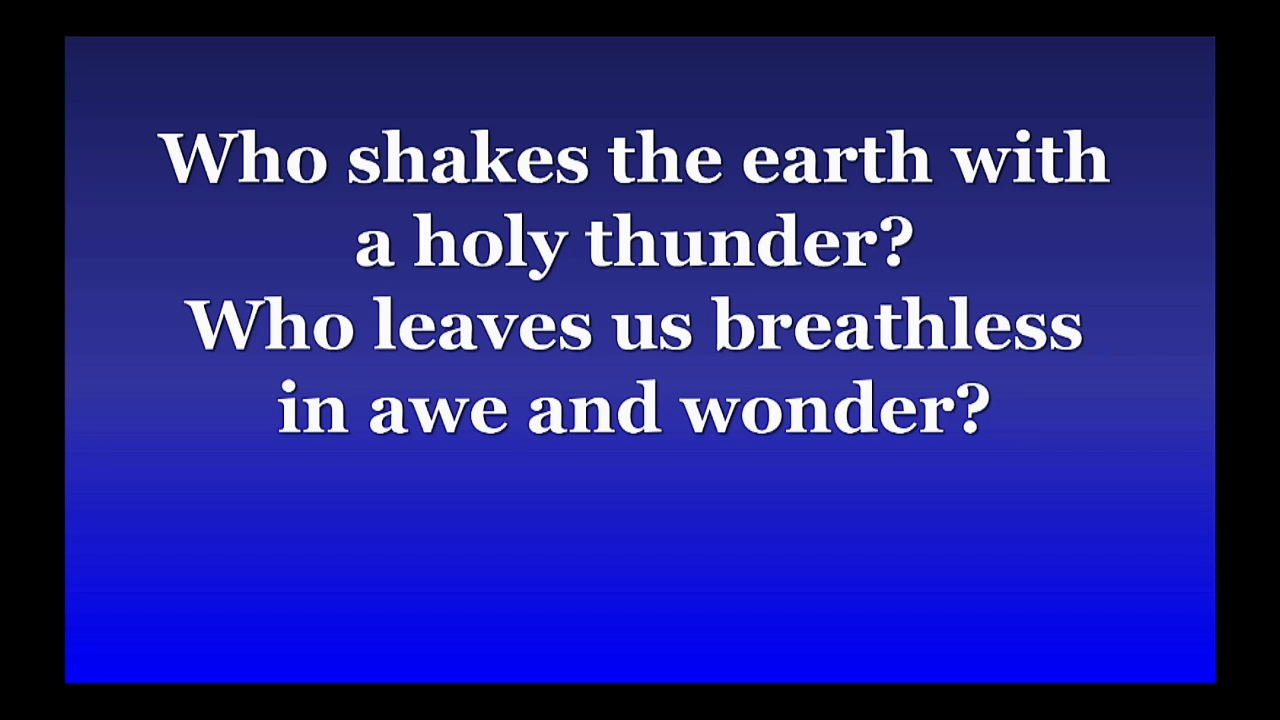 Who shakes the earth with
a holy thunder?
Who leaves us breathless
in awe and wonder?